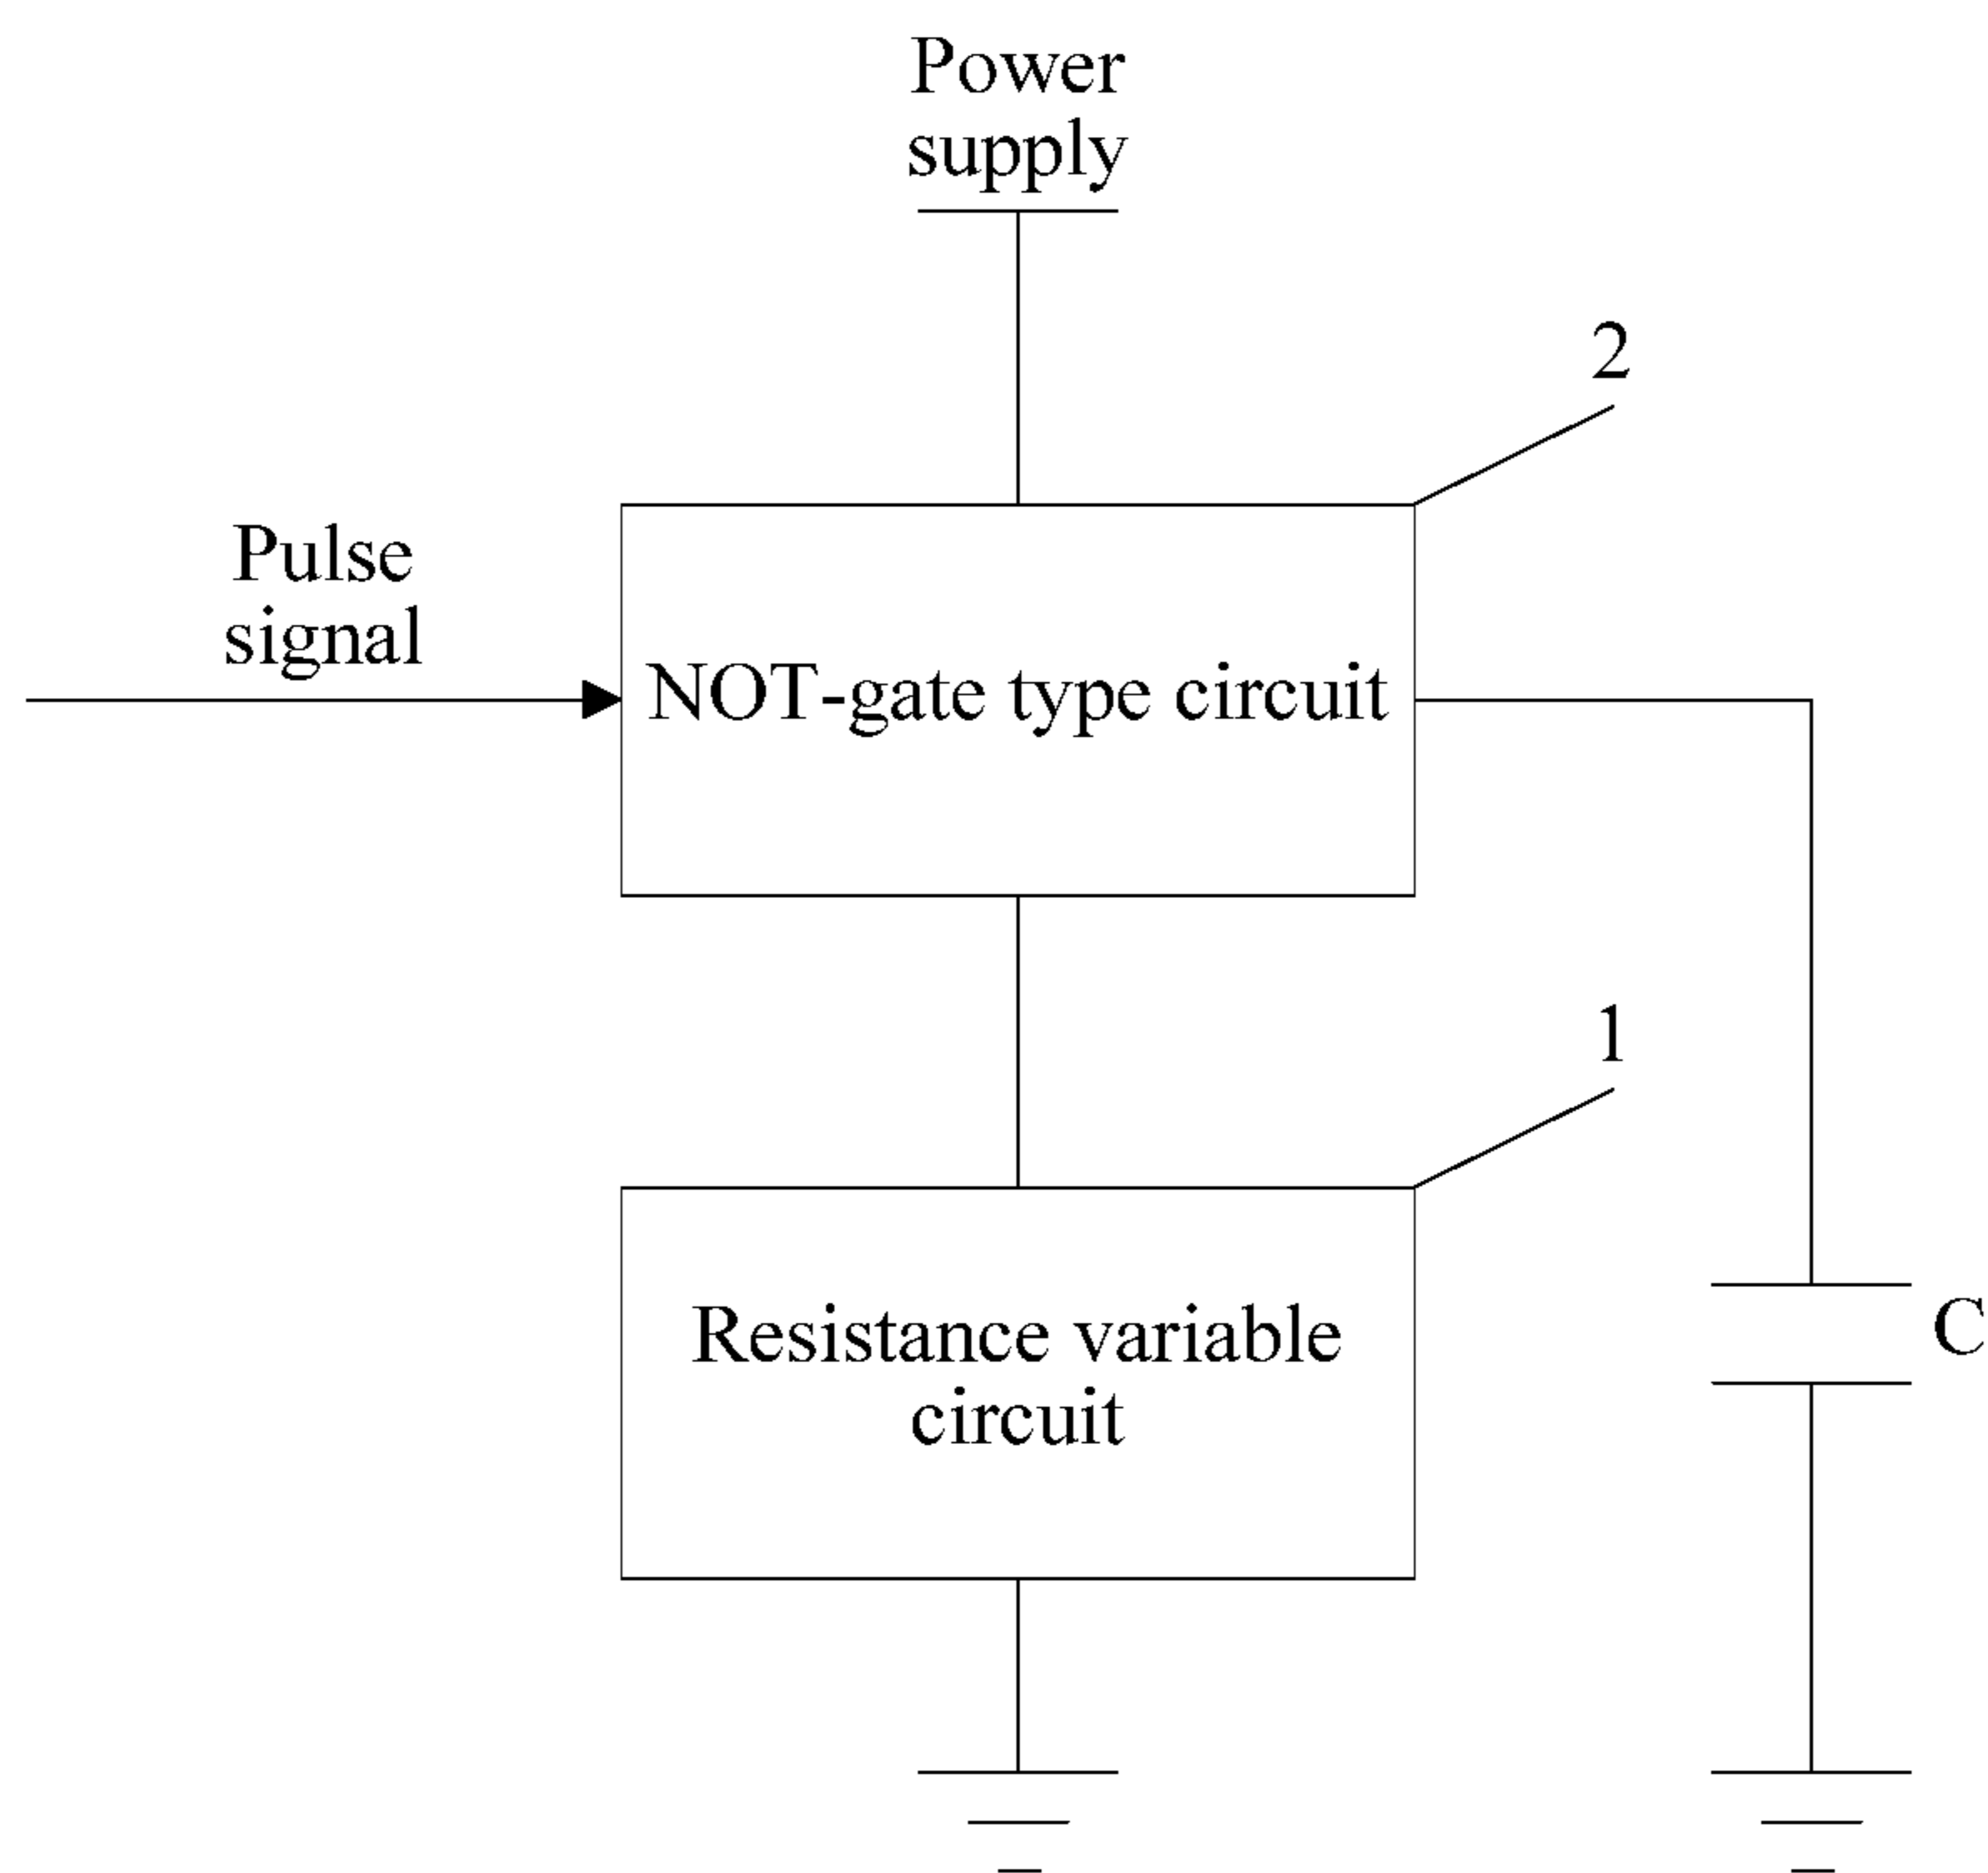 Power
supply
2
Pulse
signal
NOT-gate type circuit
1
Resistance variable
circuit
C